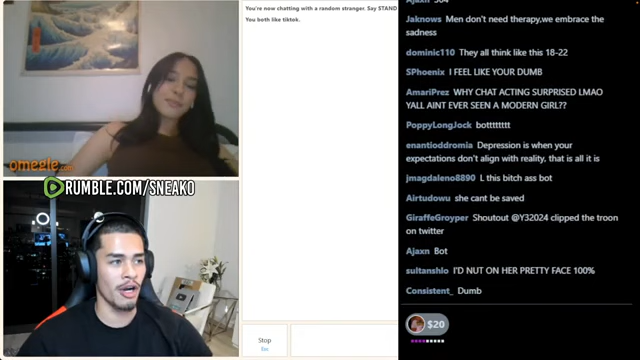 You're now chatting with a random stranger. Say STAND
You both like tiktok.
omegle.com
RUMBLE.COM/SNEAKO
Stop
Esc
Jaknows Men don't need therapy,we embrace the
sadness
dominic110 They all think like this 18-22
SPhoenix I FEEL LIKE YOUR DUMB
AmariPrez WHY CHAT ACTING SURPRISED LMAO
YALL AINT EVER SEEN A MODERN GIRL??
PoppyLongJock botttttttt
enantioddromia Depression is when your
expectations don't align with reality, that is all it is
jmagdaleno8890 L this bitch ass bot
Airtudowu she cant be saved
GiraffeGroyper Shoutout @Y32024 clipped the troon
on twitter
Ajaxn Bot
sultanshlo I'D NUT ON HER PRETTY FACE 100%
Consistent_ Dumb
$20